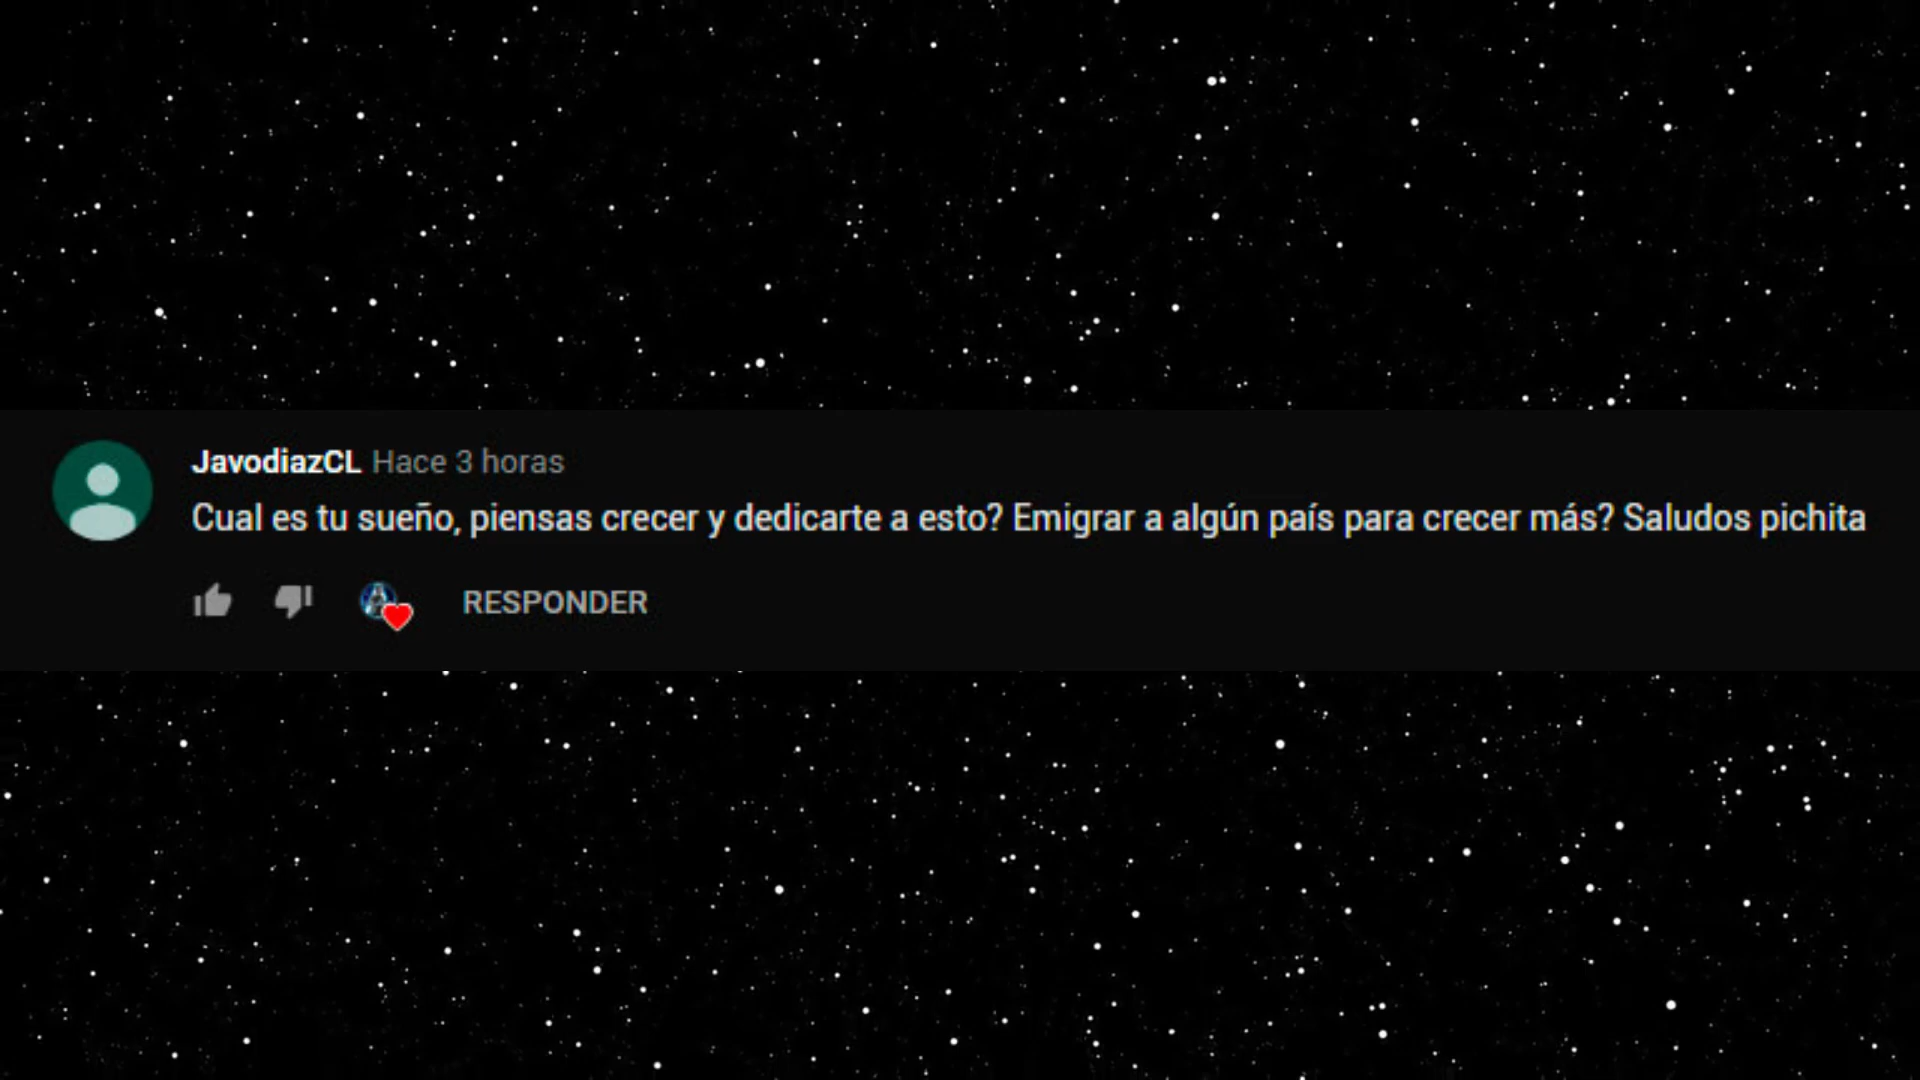 JavodiazCL Hace 3 horas
Cual es tu sueño, piensas crecer y dedicarte a esto? Emigrar a algún país para crecer más? Saludos pichita
RESPONDER